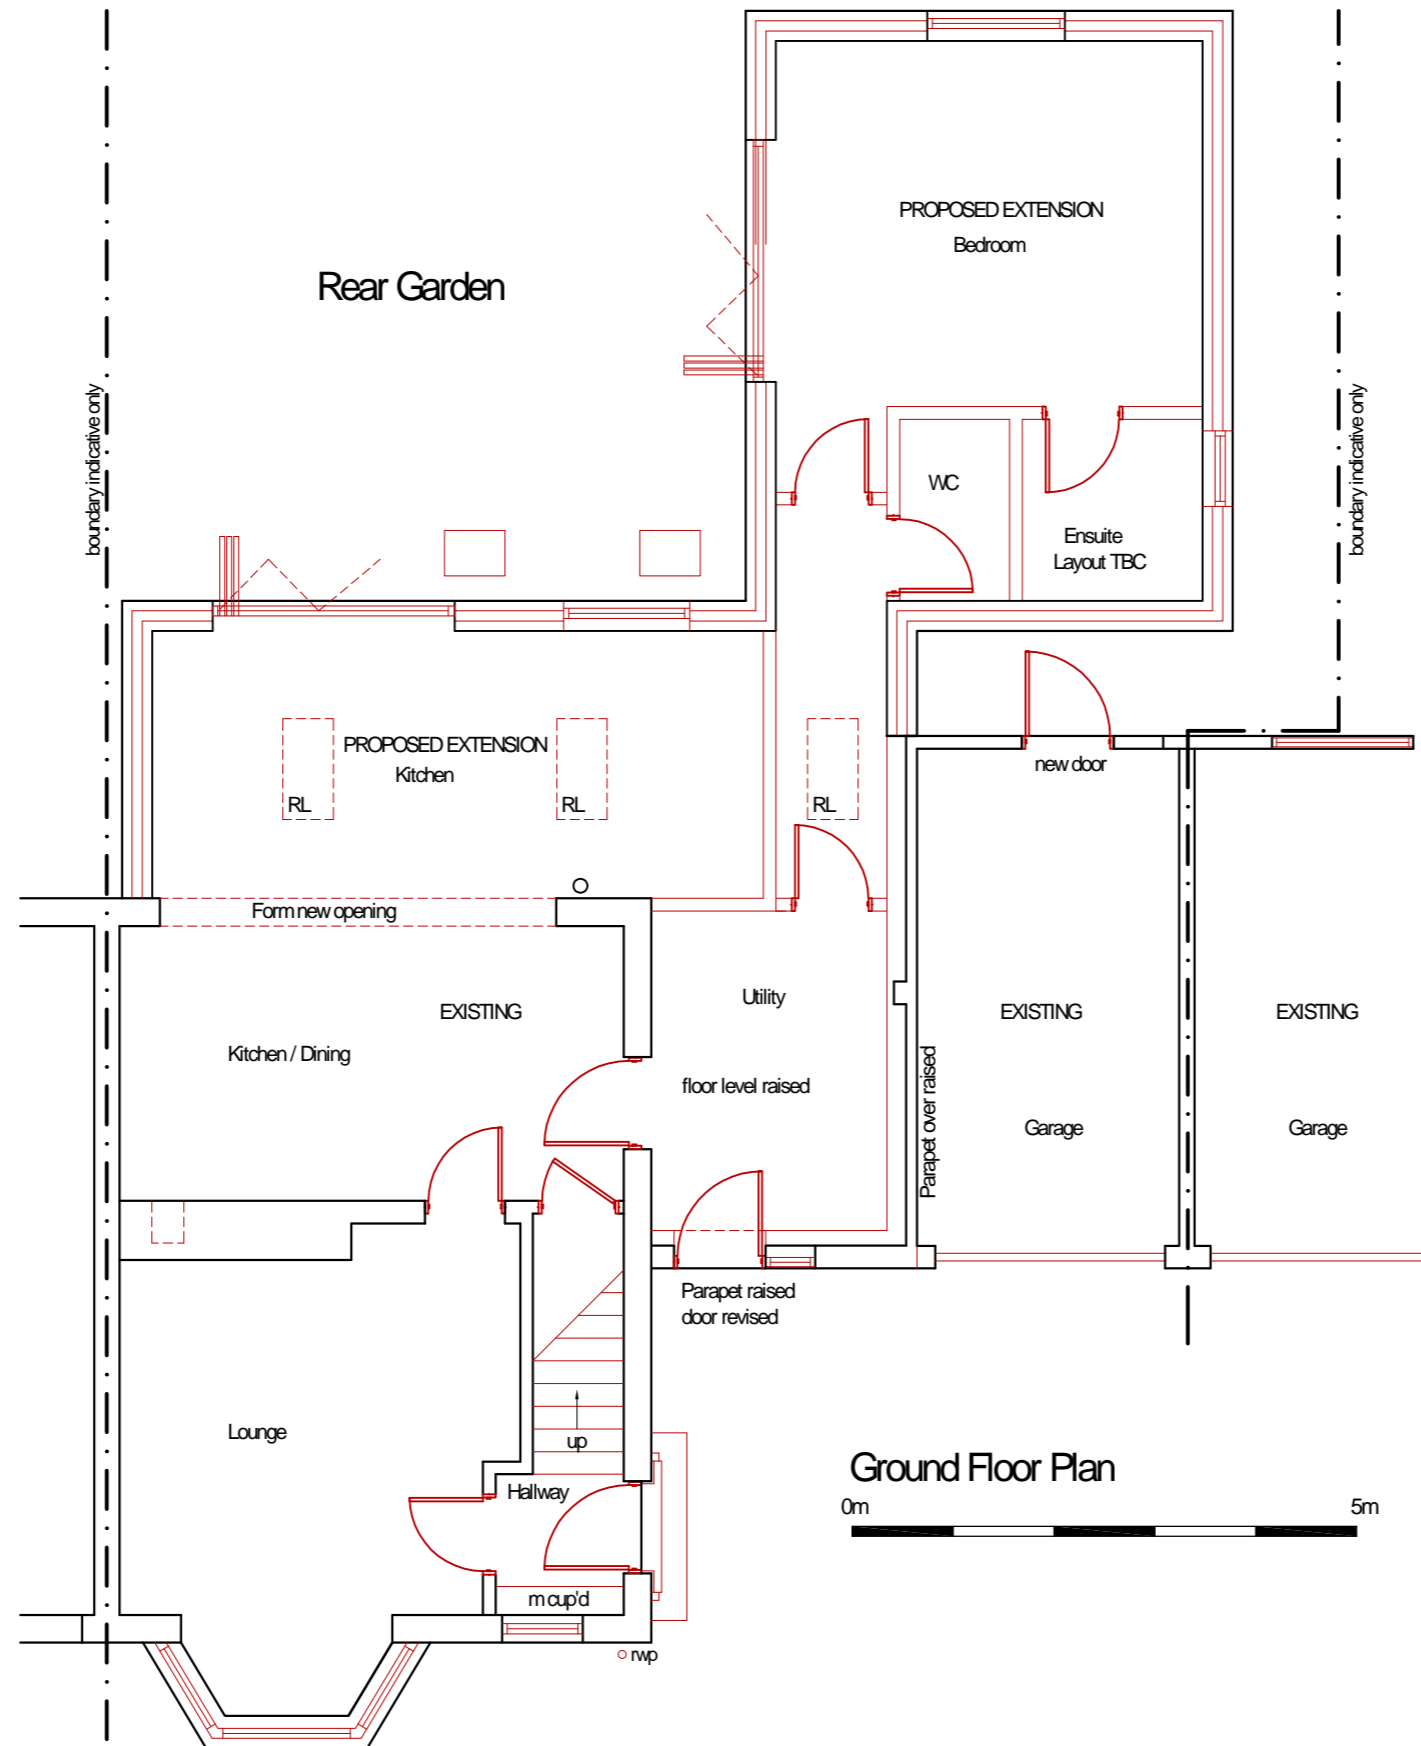 PROPOSED EXTENSION
Bedroom
Rear Garden
boundary indicative only
boundary indicative only
WC
Ensuite
Layout TBC
PROPOSED EXTENSION
Kitchen
RL
RL
RL
new door
Form new opening
EXISTING
Kitchen / Dining
Utility
floor level raised
EXISTING
Garage
EXISTING
Garage
Parapet over raised
Parapet raised
door revised
Lounge
up
Hallway
m cup'd
rwp
Ground Floor Plan
0m
5m